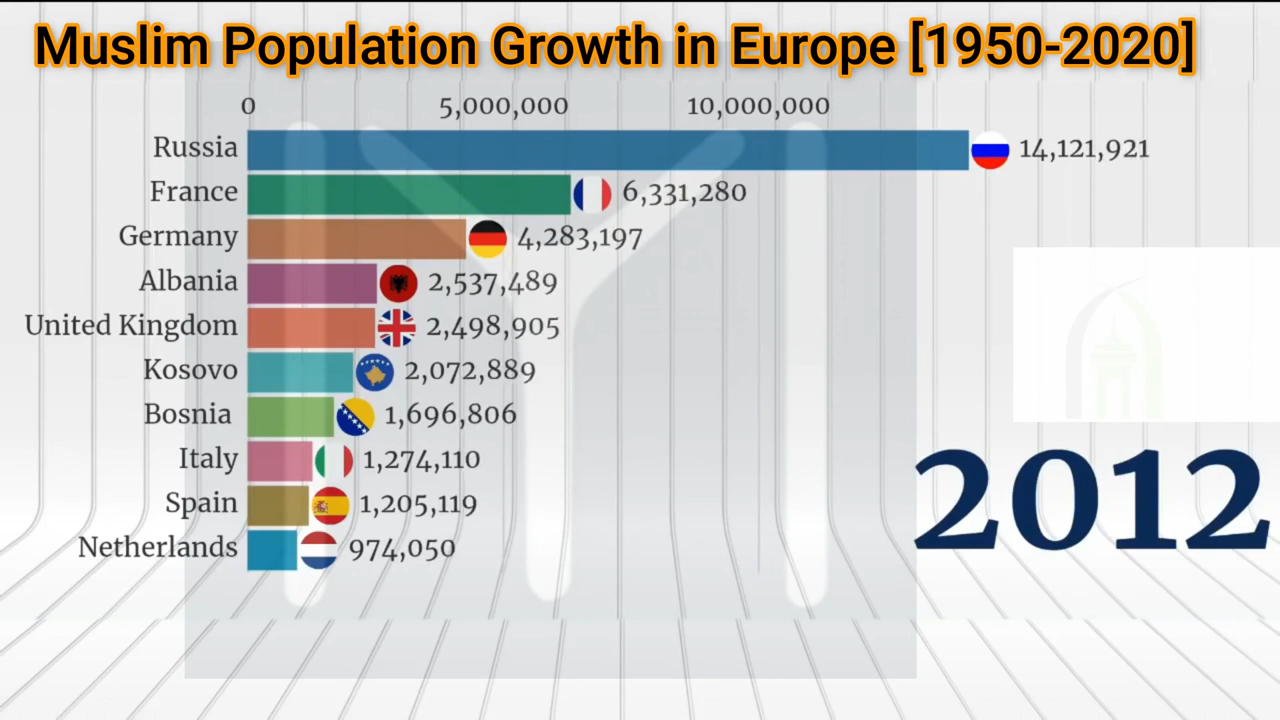 Muslim Population Growth in Europe [1950-2020]
0 5,000,000 10,000,000
Russia 14,121,921
France 6,331,280
Germany 4,283,197
Albania 2,537,489
United Kingdom 2,498,905
Kosovo 2,072,889
Bosnia 1,696,806
Italy 1,274,110
Spain 1,205,119
Netherlands 974,050
2012